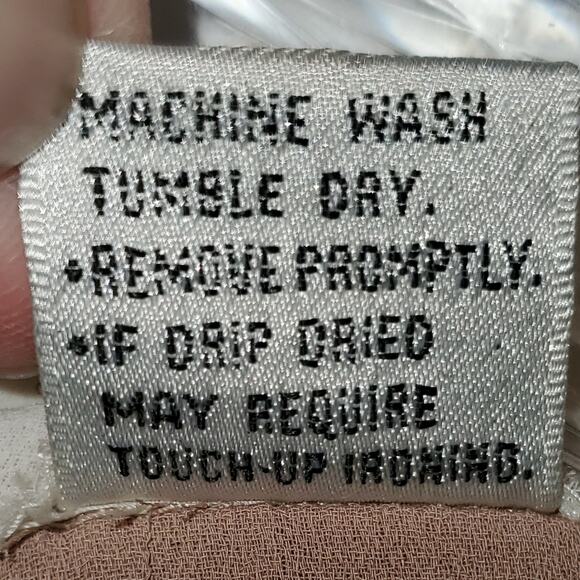 MACHINE WASH
TUMBLE DRY.
*REMOVE PROMPTLY.
*IF DRIP DRIED
MAY REQUIRE
TOUCH-UP IRONING.